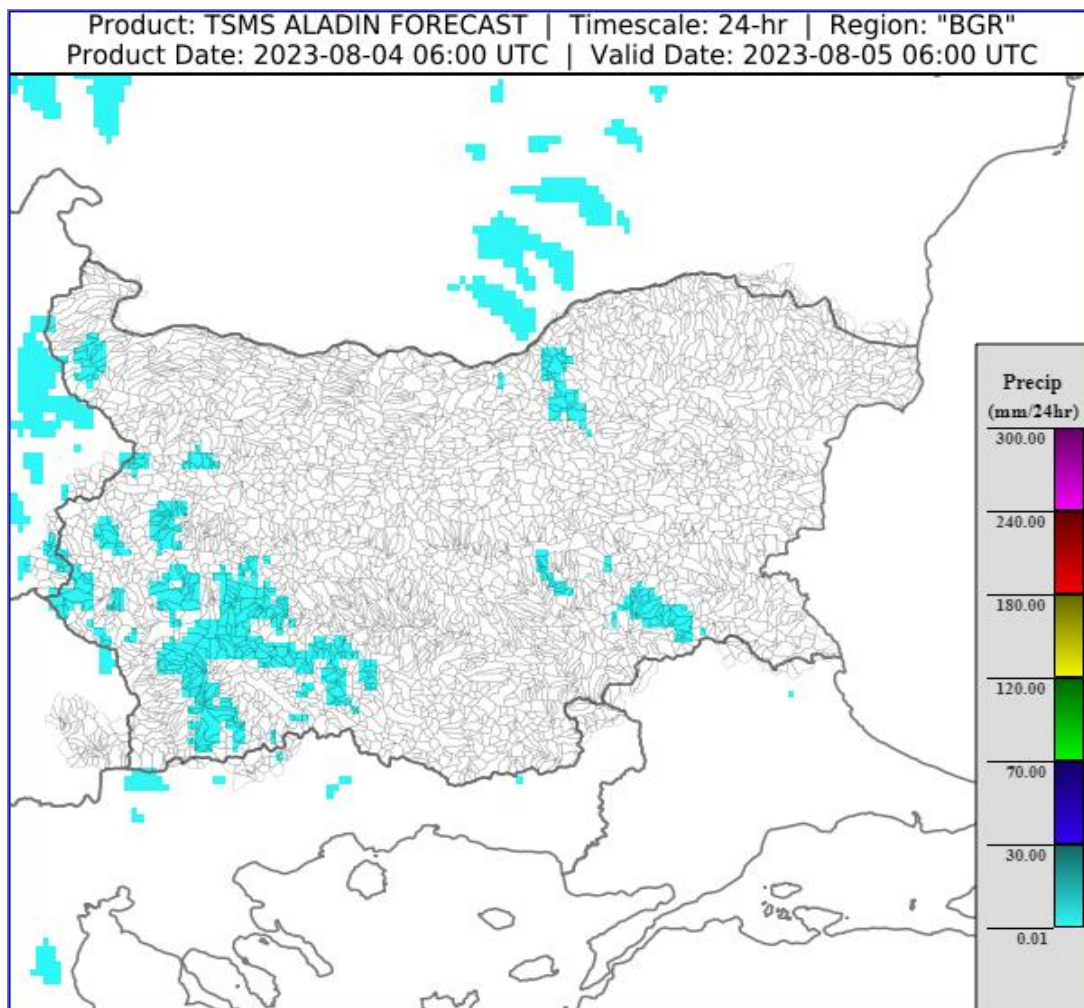 Product: TSMS ALADIN FORECAST | Timescale: 24-hr | Region: "BGR"
Product Date: 2023-08-04 06:00 UTC | Valid Date: 2023-08-05 06:00 UTC
Precip
(mm/24hr)
300.00
240.00
180.00
120.00
70.00
30.00
0.01